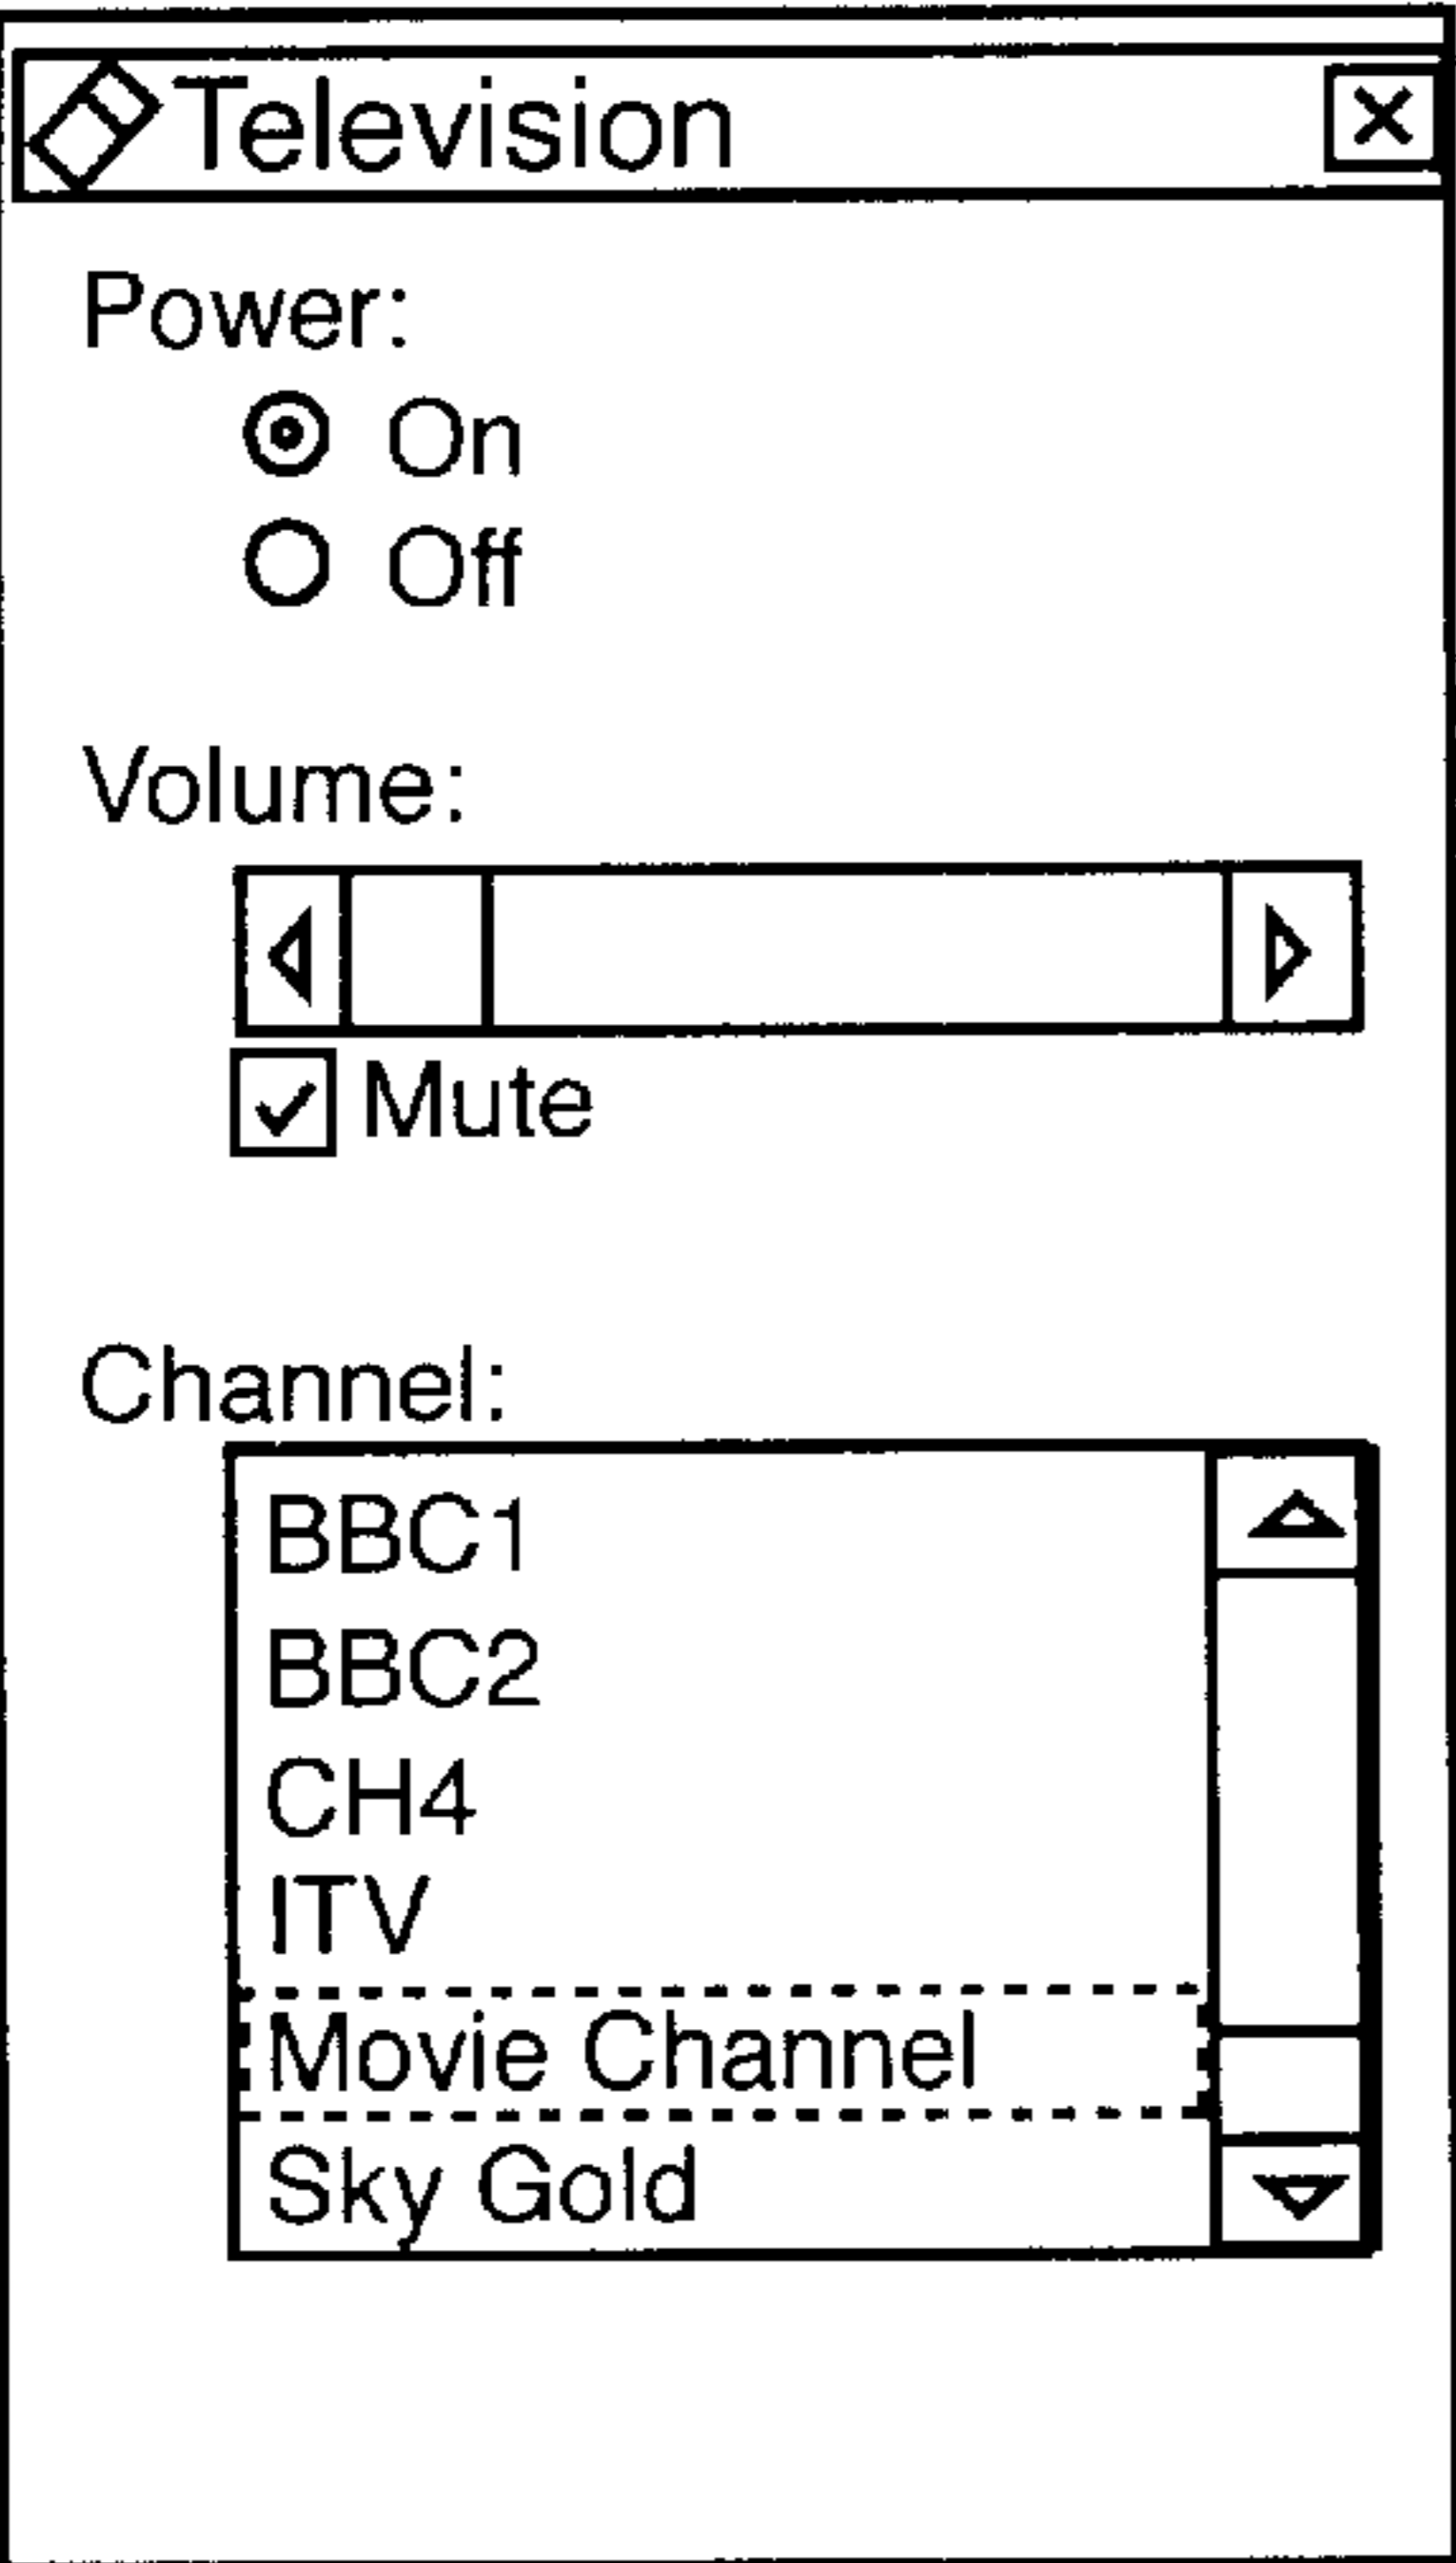 Television
Power:
On
Off
Volume:
Mute
Channel:
BBC1
BBC2
CH4
ITV
Movie Channel
Sky Gold